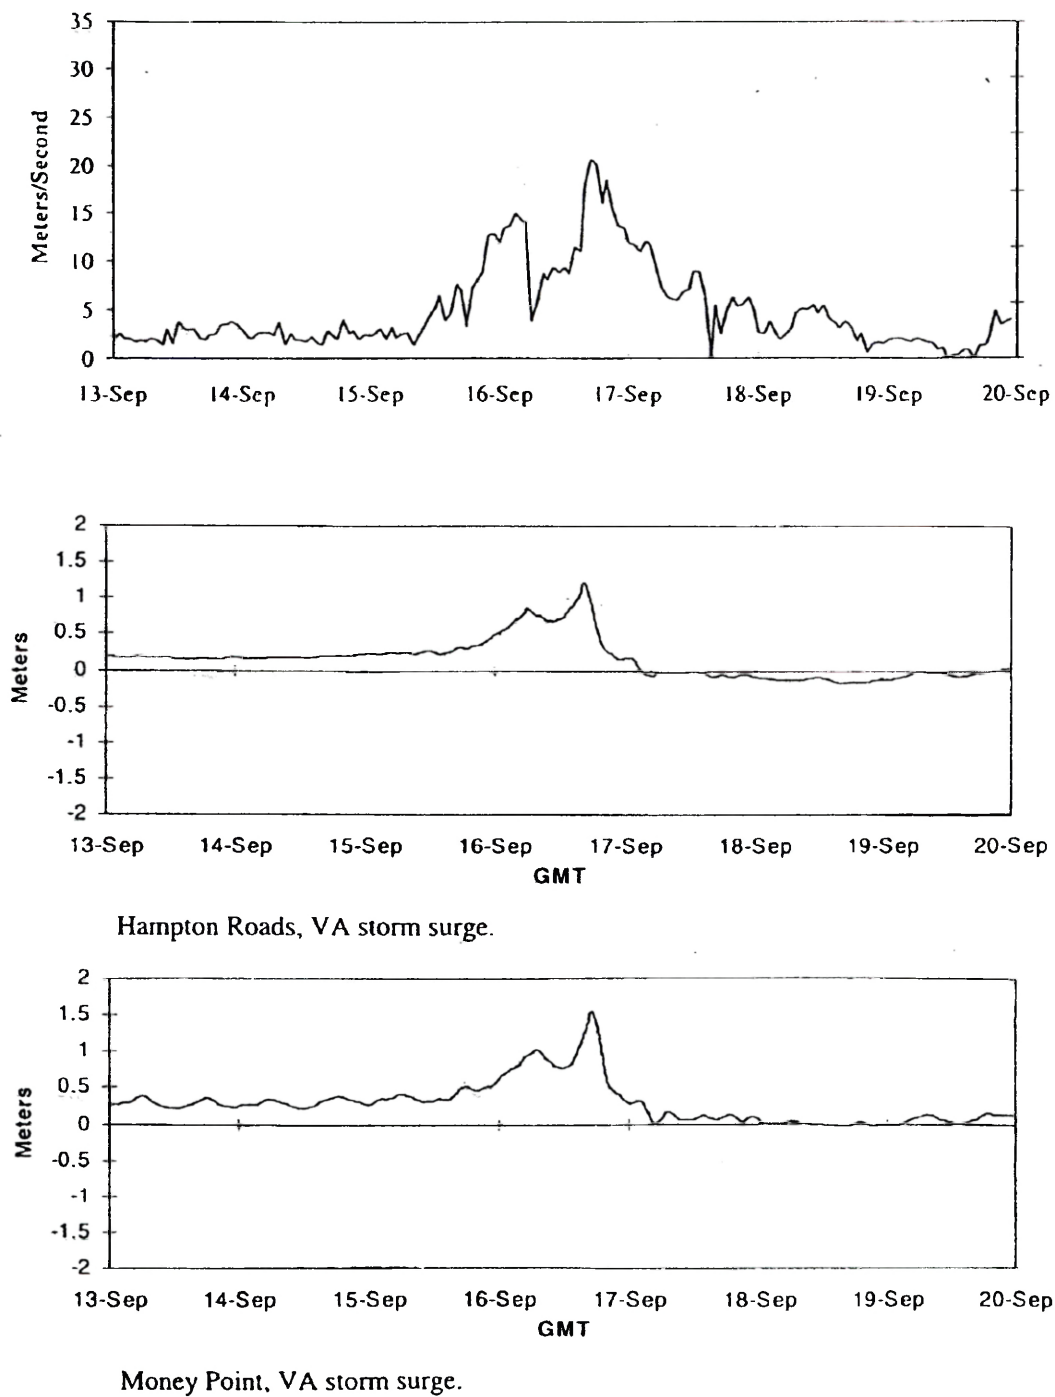 35
30
25
20
15
10
5
0
Meters/Second
13-Sep 14-Sep 15-Sep 16-Sep 17-Sep 18-Sep 19-Sep 20-Sep
2
1.5
1
0.5
0
-0.5
-1
-1.5
-2
Meters
13-Sep 14-Sep 15-Sep 16-Sep 17-Sep 18-Sep 19-Sep 20-Sep
GMT
Hampton Roads, VA storm surge.
2
1.5
1
0.5
0
-0.5
-1
-1.5
-2
Meters
13-Sep 14-Sep 15-Sep 16-Sep 17-Sep 18-Sep 19-Sep 20-Sep
GMT
Money Point, VA storm surge.